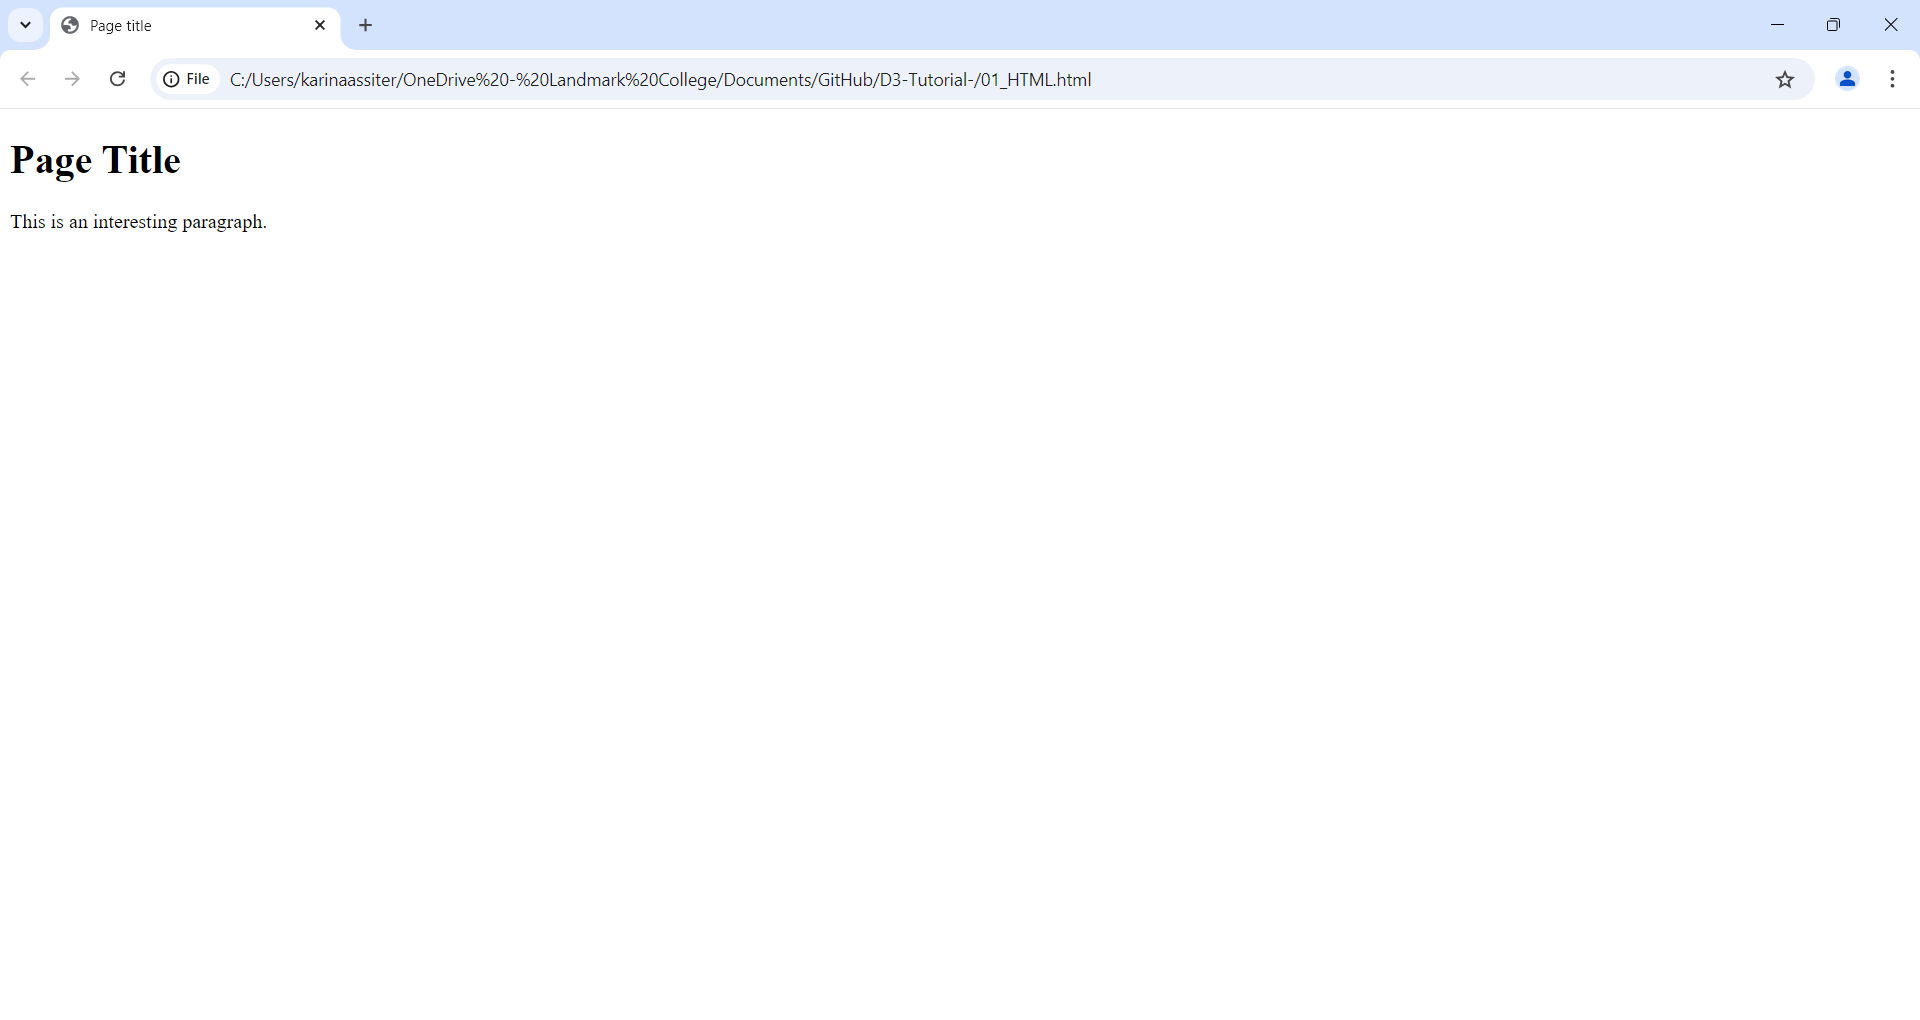 Page title
File C:/Users/karinaassiter/OneDrive%20-%20Landmark%20College/Documents/GitHub/D3-Tutorial-/01_HTML.html
Page Title
This is an interesting paragraph.